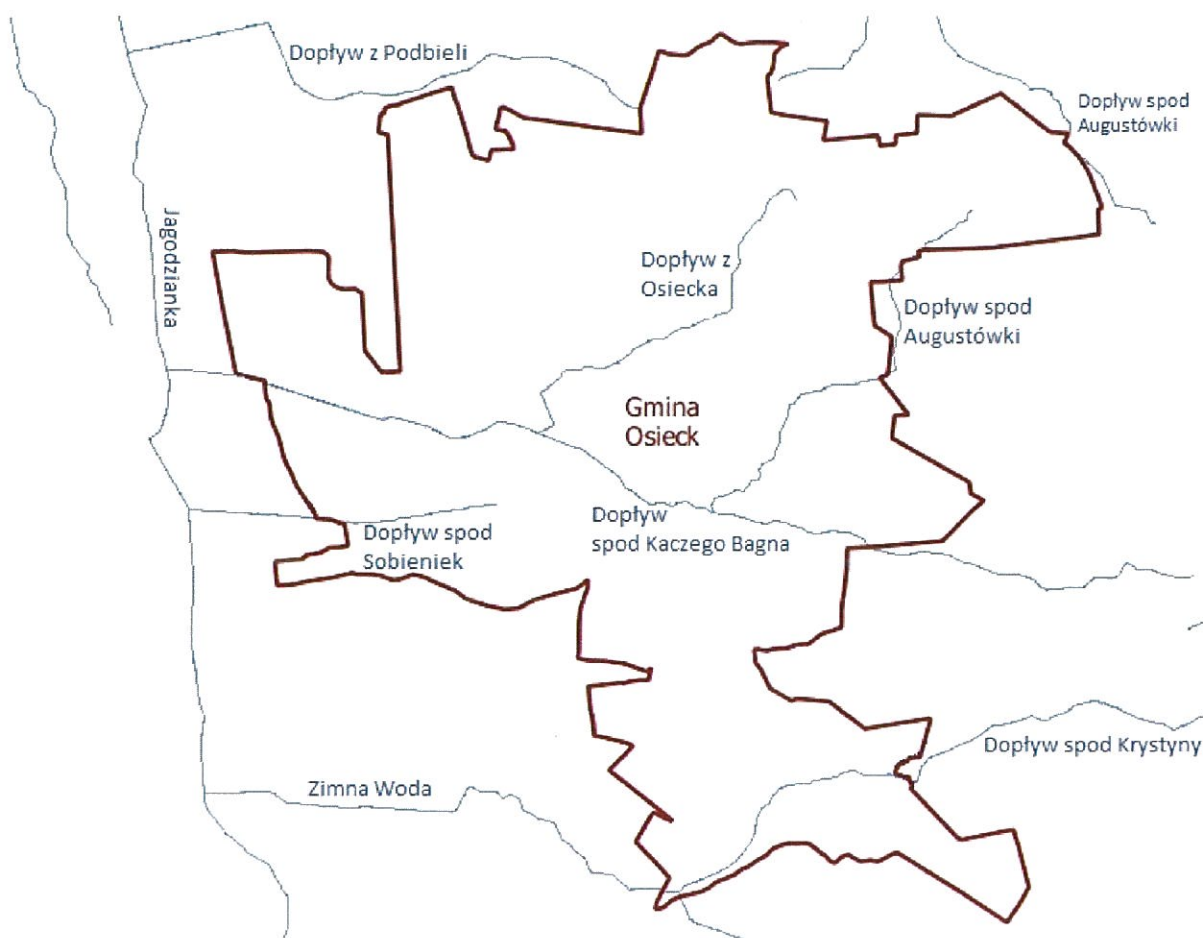 Dopływ z Podbieli
Dopływ spod
Augustówki
Jagodzianka
Dopływ z
Osiecka
Dopływ spod
Augustówki
Gmina
Osieck
Dopływ spod
Sobieniek
Dopływ
spod Kaczego Bagna
Dopływ spod Krystyny
Zimna Woda